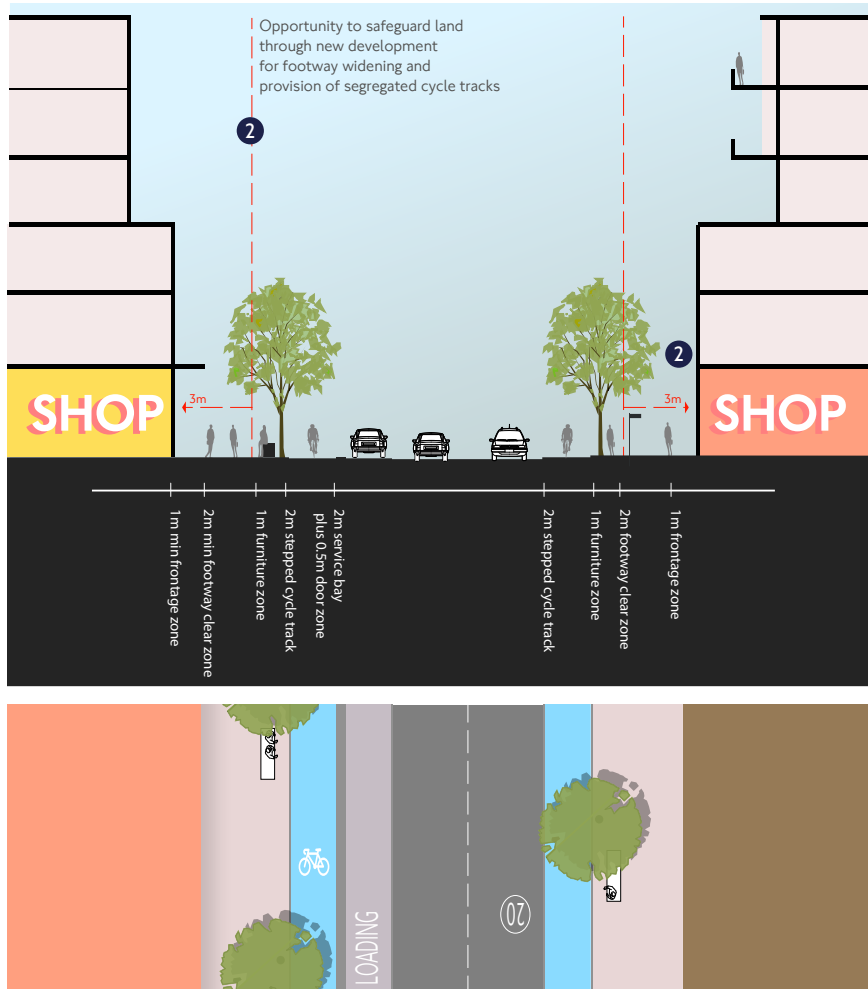 Opportunity to safeguard land
through new development
for footway widening and
provision of segregated cycle tracks
2
2
3m
3m
SHOP
SHOP
1m min frontage zone
2m min footway clear zone
1m furniture zone
2m stepped cycle track
2m service bay
plus 0.5m door zone
2m stepped cycle track
1m furniture zone
2m footway clear zone
1m frontage zone
20
LOADING